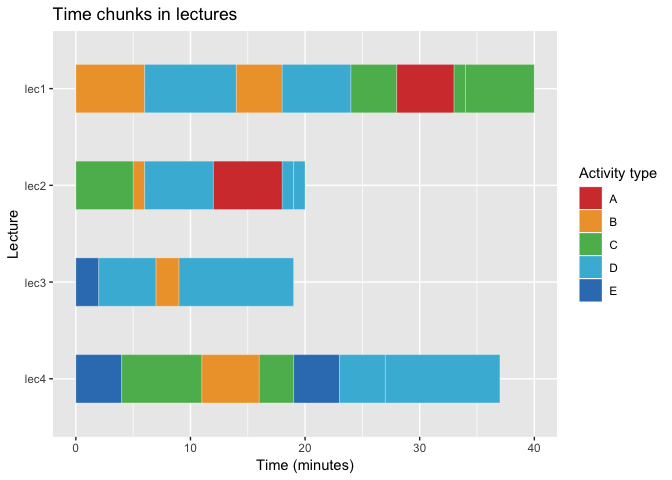 Time chunks in lectures
lec1
lec2
lec3
lec4
Lecture
0 10 20 30 40
Time (minutes)
Activity type
A
B
C
D
E